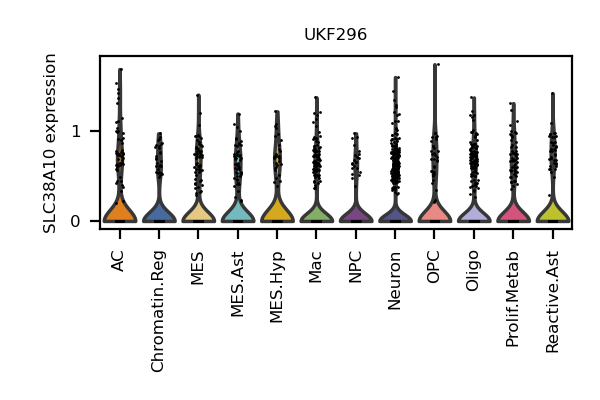 UKF296
SLC38A10 expression
1
0
AC
Chromatin.Reg
MES
MES.Ast
MES.Hyp
Mac
NPC
Neuron
OPC
Oligo
Prolif.Metab
Reactive.Ast